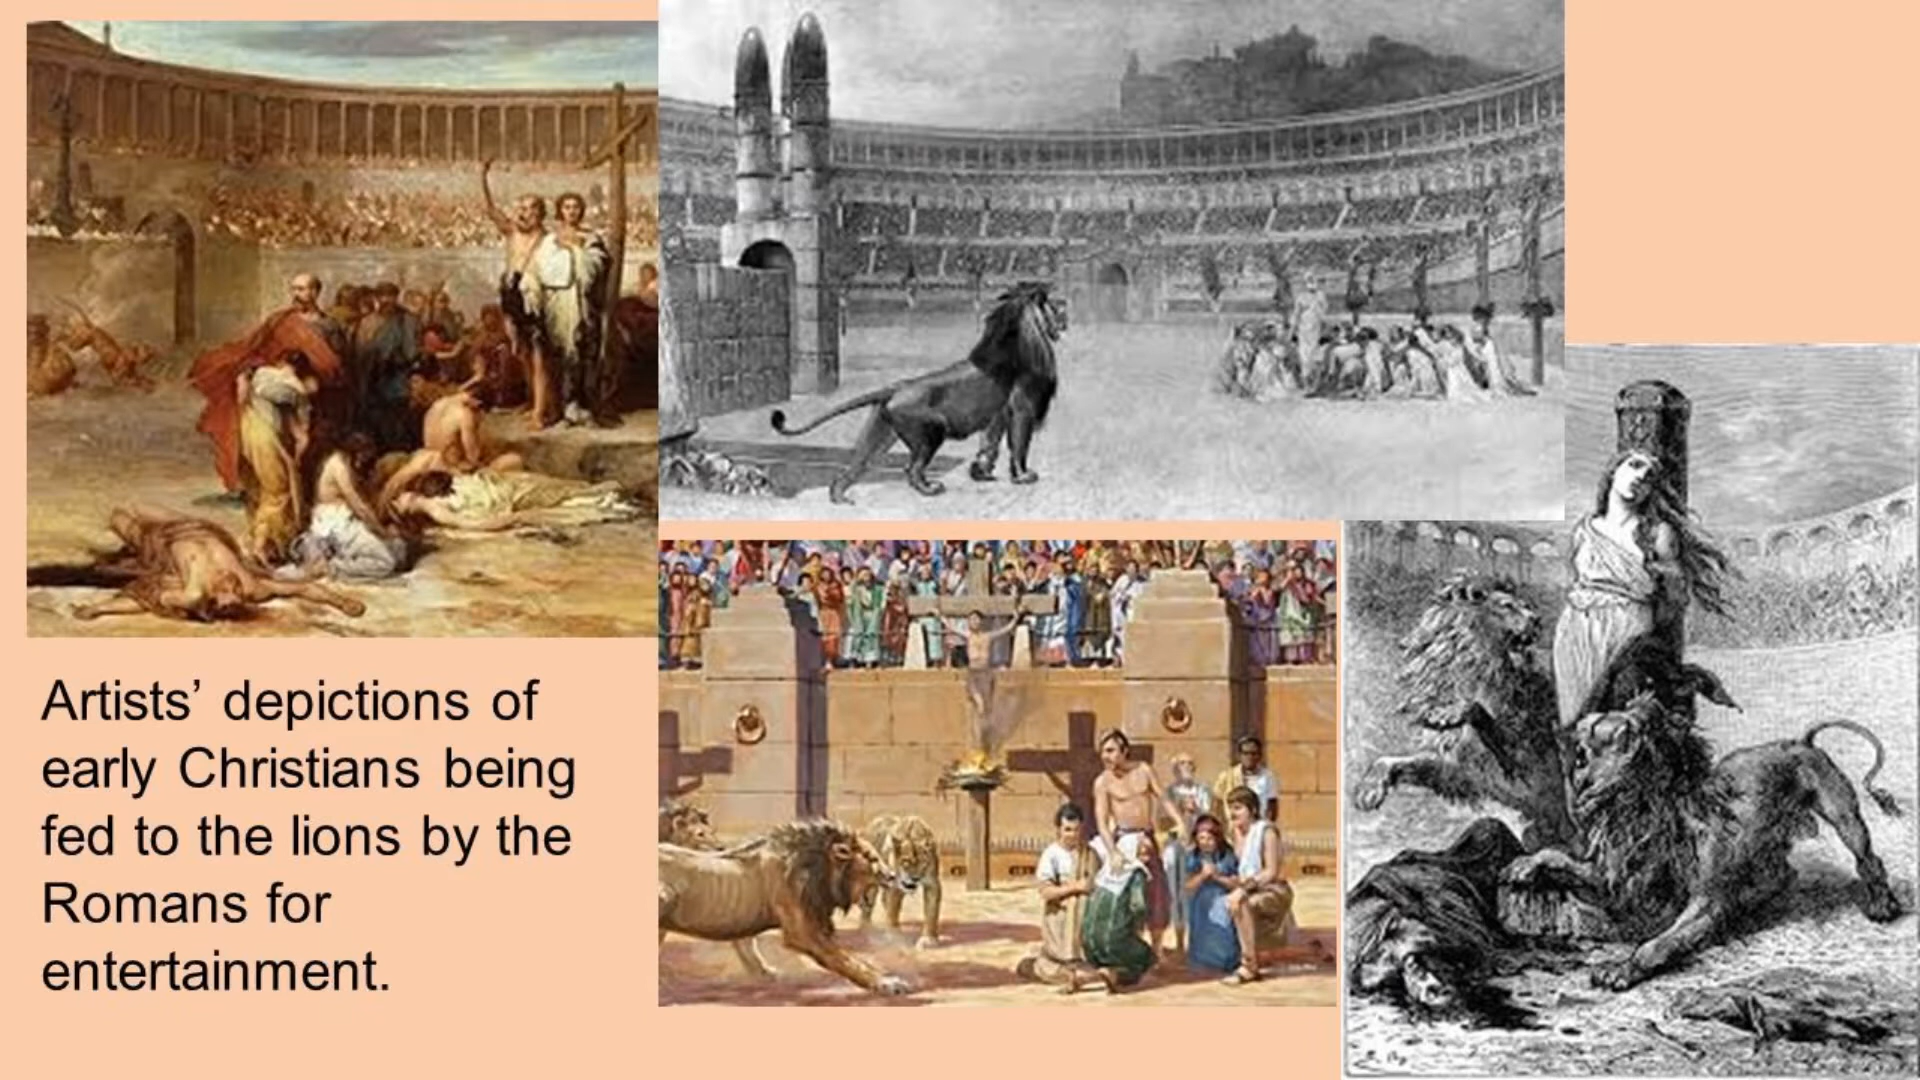 Artists’ depictions of
early Christians being
fed to the lions by the
Romans for
entertainment.